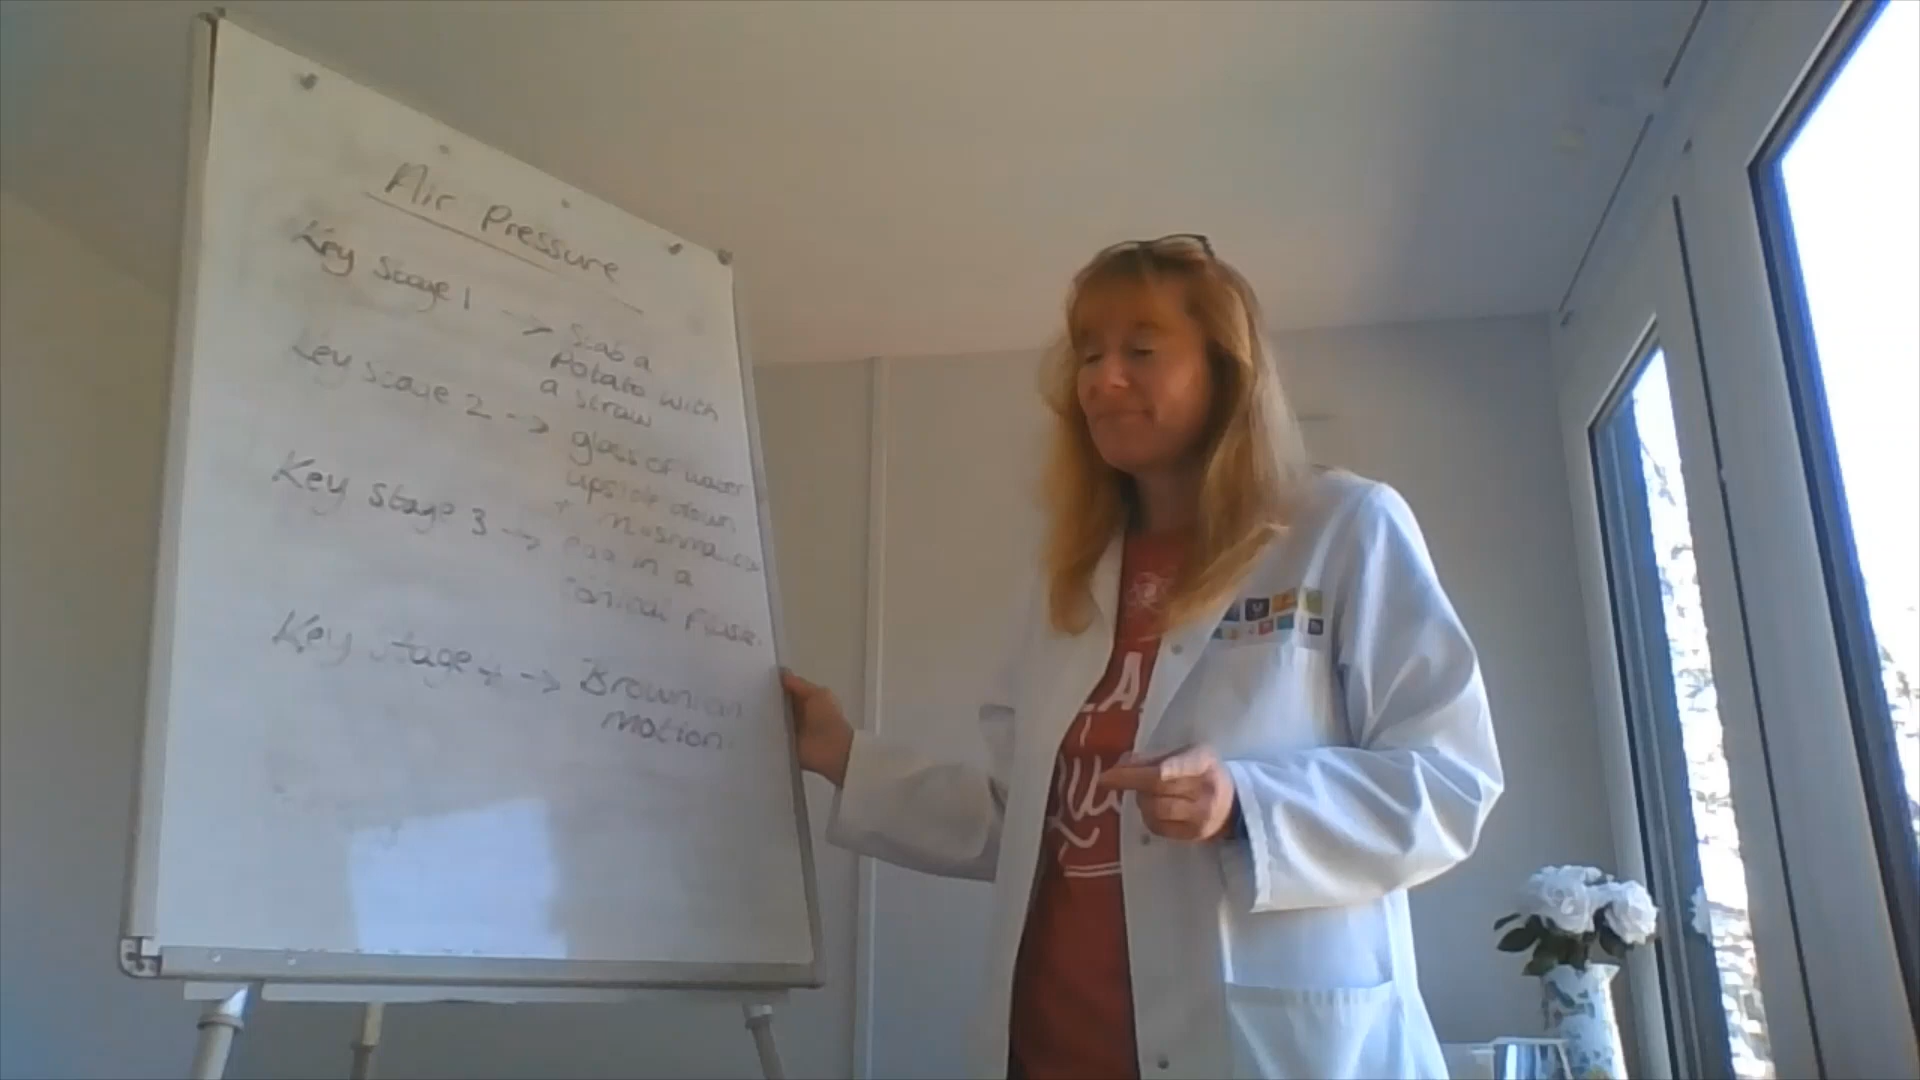 Air Pressure
Key Stage 1 → Stab a
Potato with
a straw
Key Stage 2 → glass of water
upside down
+
Key Stage 3 → egg in a
conical flask.
Key Stage 4 → Brownian
motion.